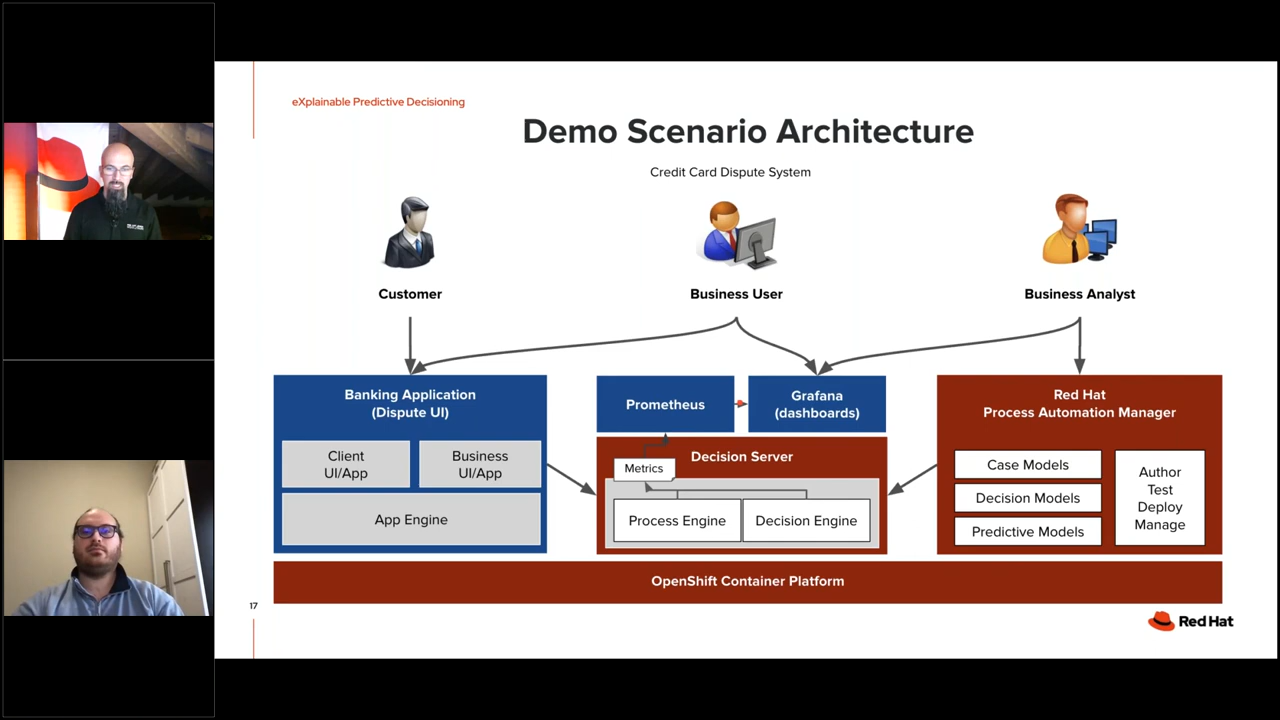 eXplainable Predictive Decisioning
Demo Scenario Architecture
Credit Card Dispute System
Customer
Business User
Business Analyst
Banking Application
(Dispute UI)
Client
UI/App
Business
UI/App
App Engine
Prometheus
Grafana
(dashboards)
Metrics
Decision Server
Process Engine
Decision Engine
Red Hat
Process Automation Manager
Case Models
Decision Models
Predictive Models
Author
Test
Deploy
Manage
OpenShift Container Platform
17
Red Hat